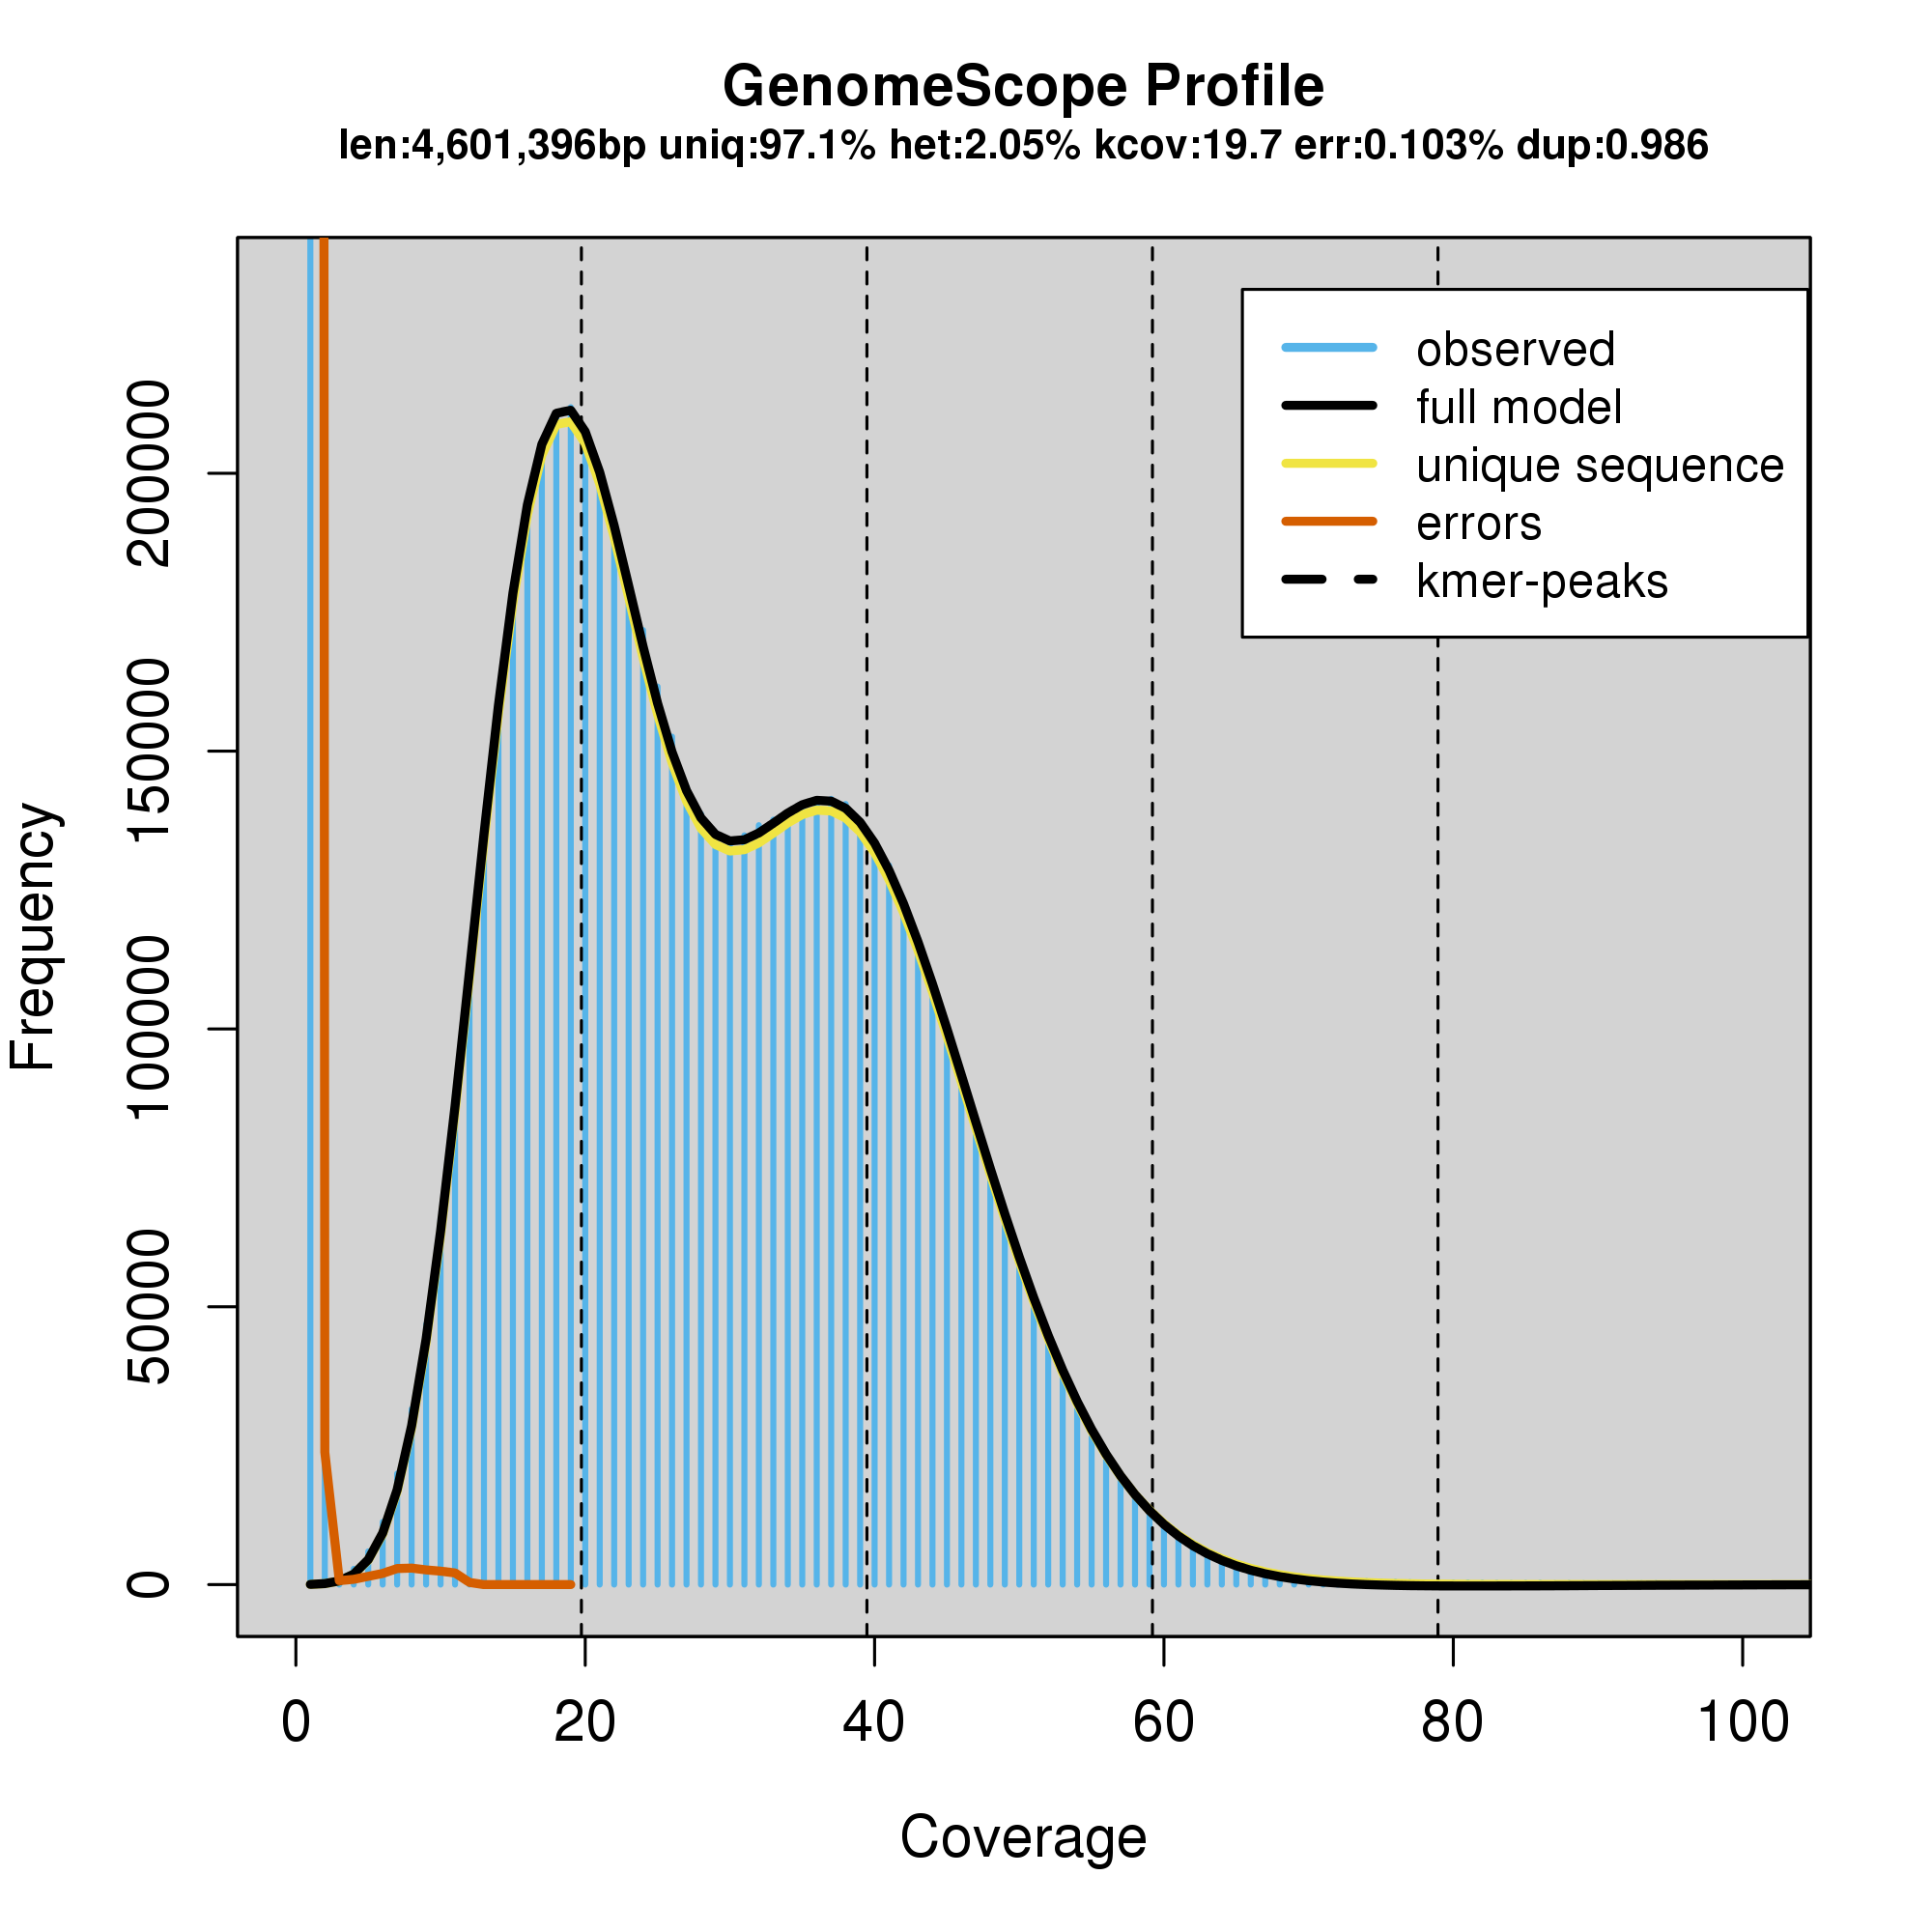 GenomeScope Profile
len:4,601,396bp uniq:97.1% het:2.05% kcov:19.7 err:0.103% dup:0.986
observed
full model
unique sequence
errors
kmer-peaks
Frequency
200000
150000
100000
50000
0
0 20 40 60 80 100
Coverage